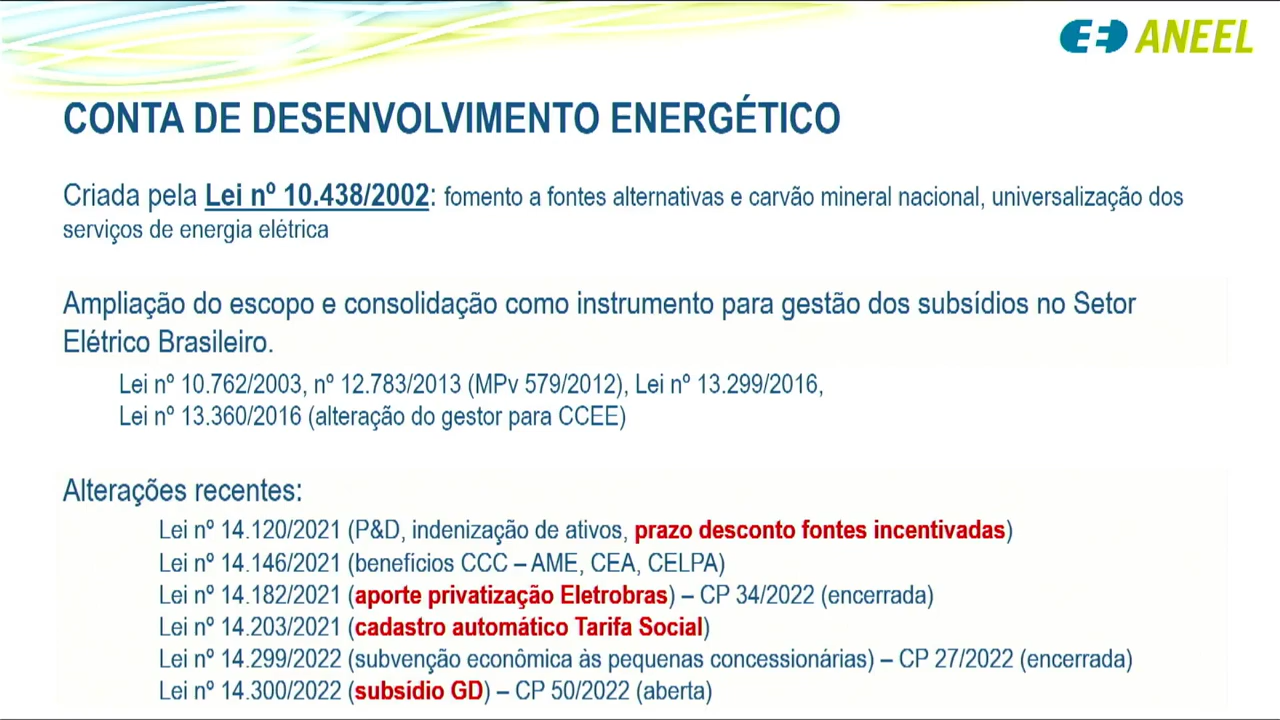 ANEEL
CONTA DE DESENVOLVIMENTO ENERGÉTICO
Criada pela Lei nº 10.438/2002: fomento a fontes alternativas e carvão mineral nacional, universalização dos
serviços de energia elétrica
Ampliação do escopo e consolidação como instrumento para gestão dos subsídios no Setor
Elétrico Brasileiro.
Lei nº 10.762/2003, nº 12.783/2013 (MPv 579/2012), Lei nº 13.299/2016,
Lei nº 13.360/2016 (alteração do gestor para CCEE)
Alterações recentes:
Lei nº 14.120/2021 (P&D, indenização de ativos, prazo desconto fontes incentivadas)
Lei nº 14.146/2021 (benefícios CCC – AME, CEA, CELPA)
Lei nº 14.182/2021 (aporte privatização Eletrobras) – CP 34/2022 (encerrada)
Lei nº 14.203/2021 (cadastro automático Tarifa Social)
Lei nº 14.299/2022 (subvenção econômica às pequenas concessionárias) – CP 27/2022 (encerrada)
Lei nº 14.300/2022 (subsídio GD) – CP 50/2022 (aberta)